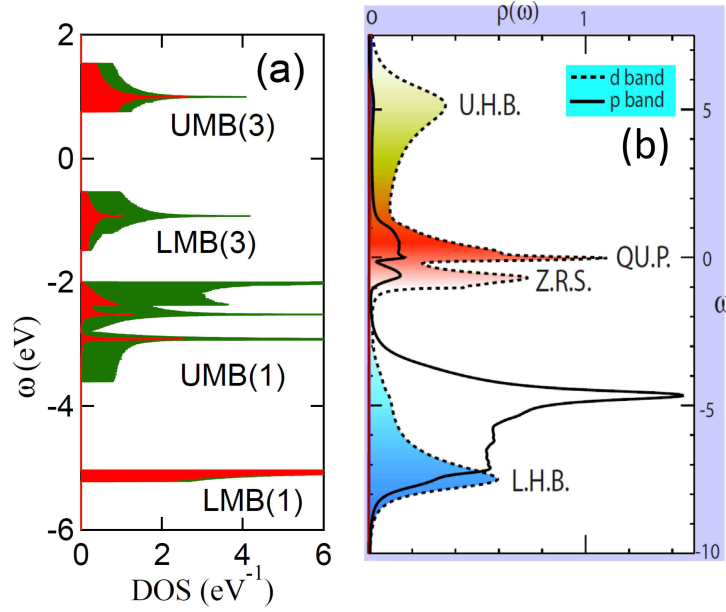 (a)
2
0
-2
-4
-6
ω (eV)
UMB(3)
LMB(3)
UMB(1)
LMB(1)
0 2 4 6
DOS (eV⁻¹)
0 ρ(ω) 1
d band
p band
(b)
U.H.B.
QU.P.
Z.R.S.
L.H.B.
5
0
-5
-10
ω